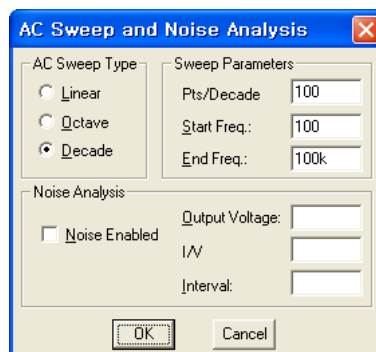 AC Sweep and Noise Analysis
AC Sweep Type
Linear
Octave
Decade
Sweep Parameters
Pts/Decade 100
Start Freq.: 100
End Freq.: 100k
Noise Analysis
Noise Enabled
Output Voltage:
I/V
Interval:
OK Cancel